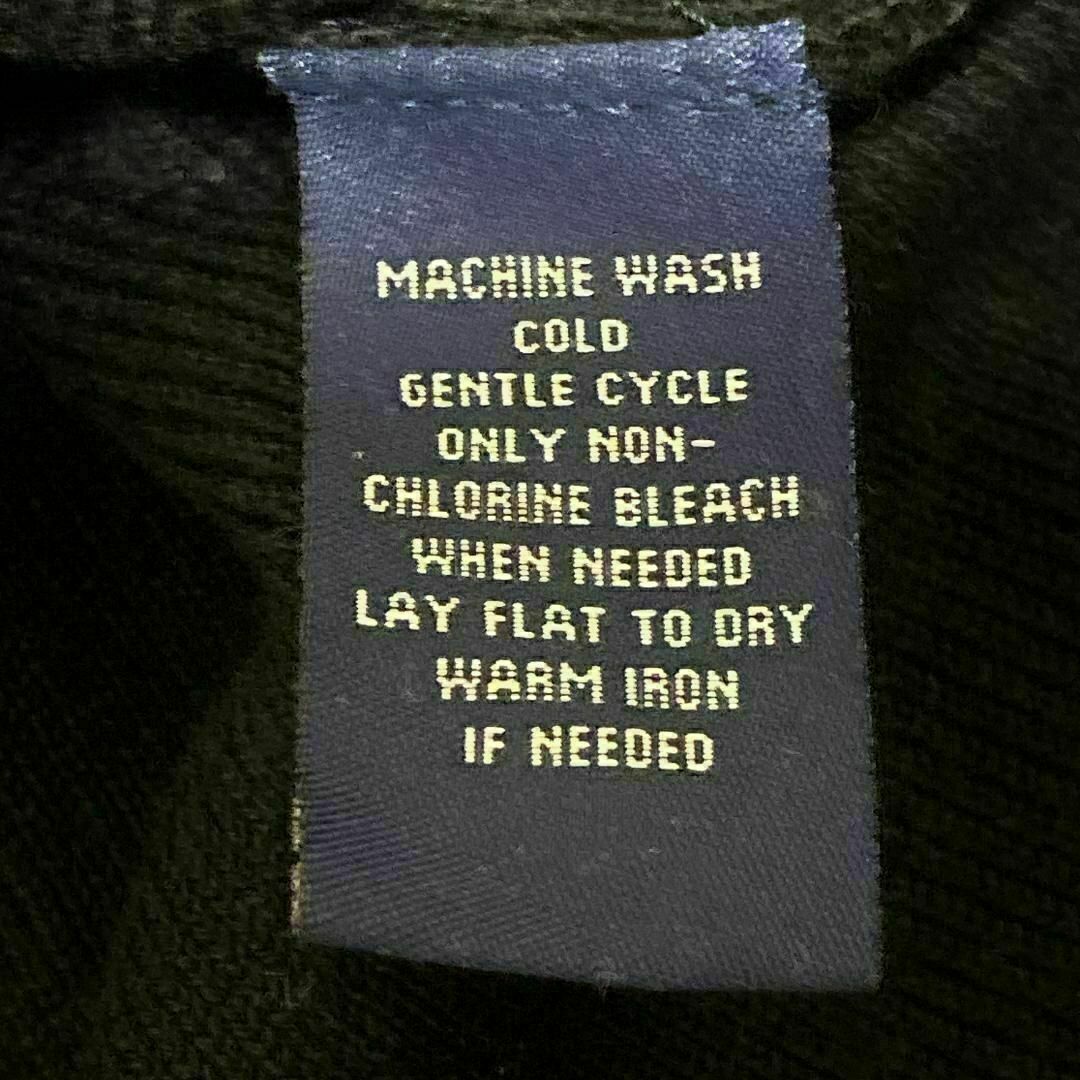 MACHINE WASH
COLD
GENTLE CYCLE
ONLY NON-
CHLORINE BLEACH
WHEN NEEDED
LAY FLAT TO DRY
WARM IRON
IF NEEDED